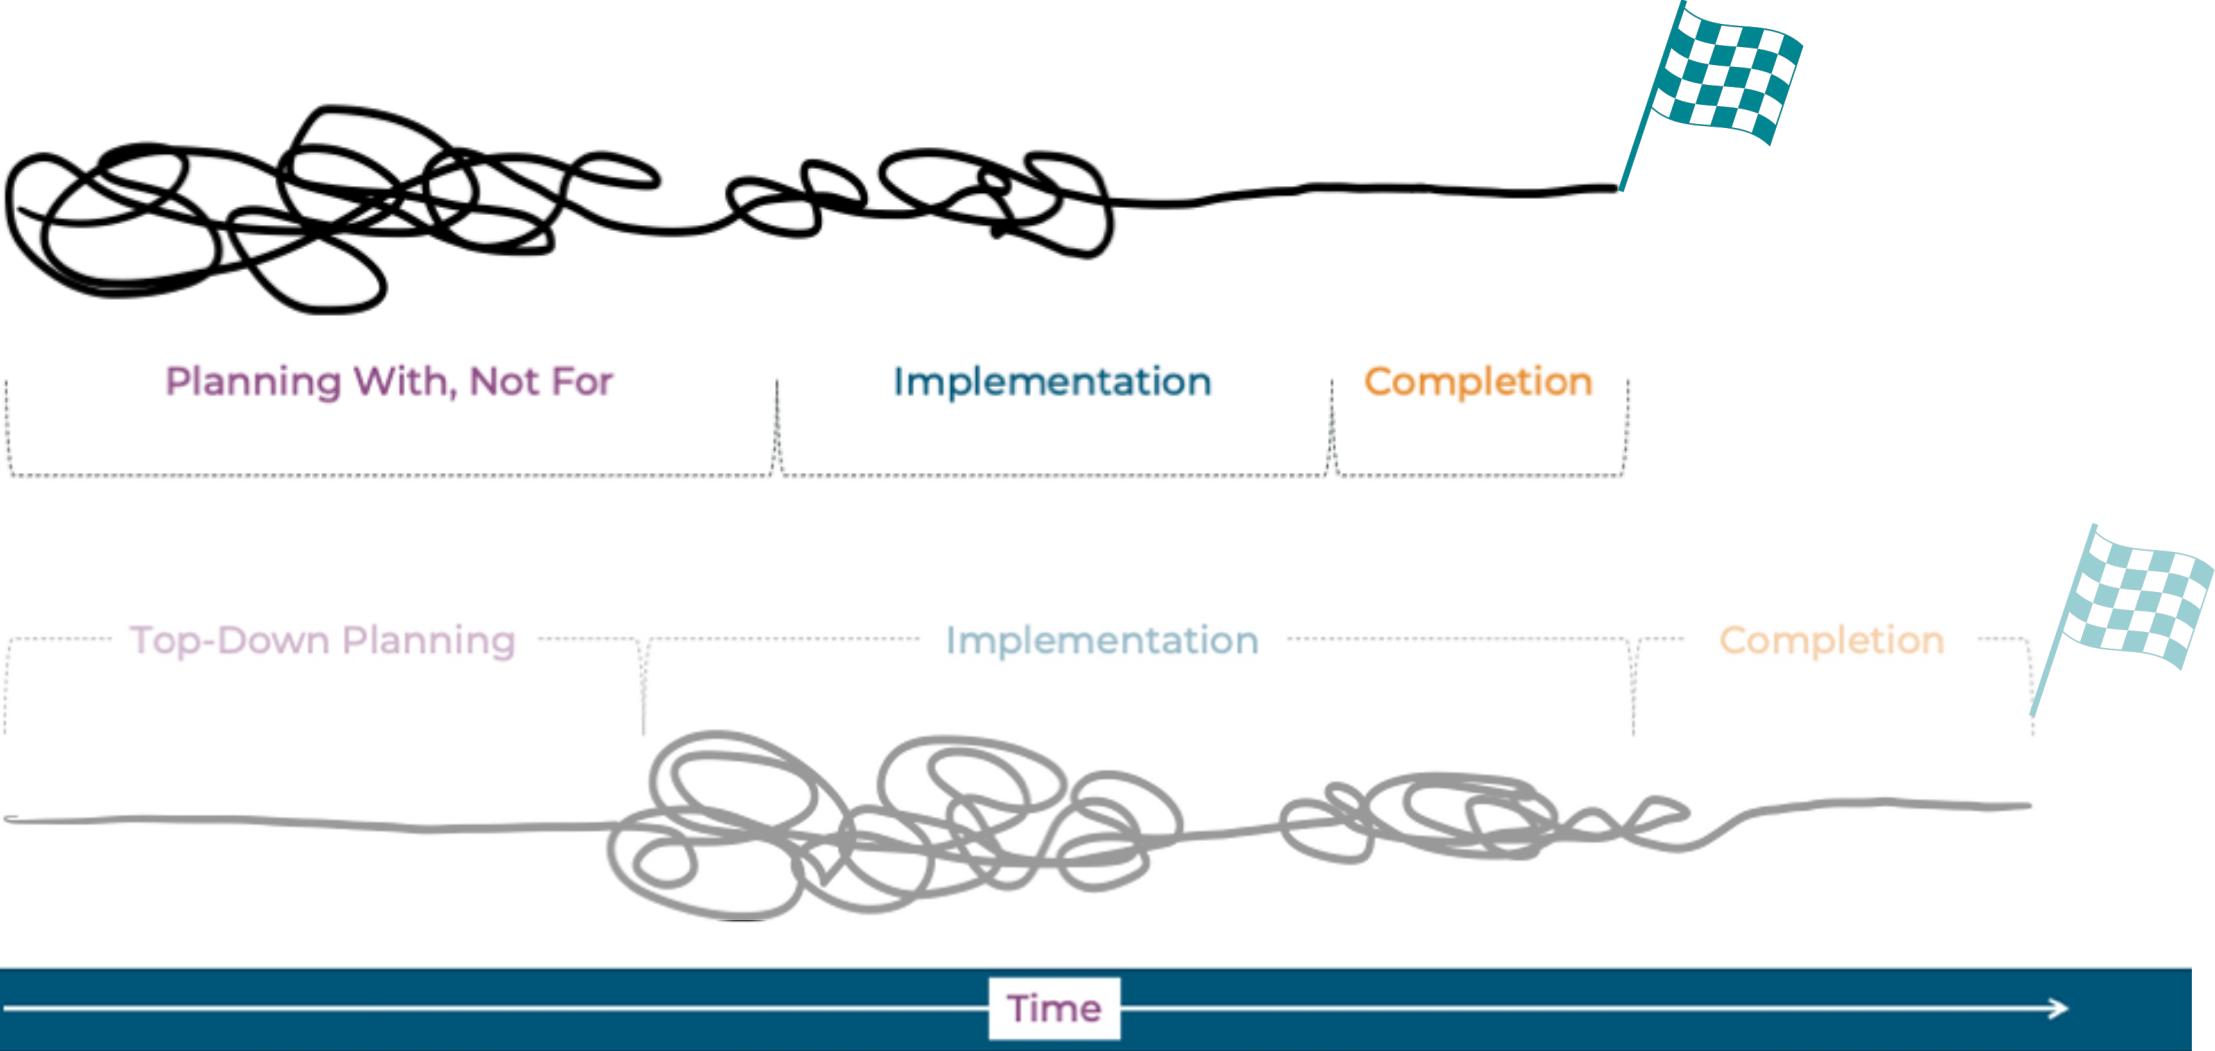 Planning With, Not For
Implementation
Completion
Top-Down Planning
Implementation
Completion
Time